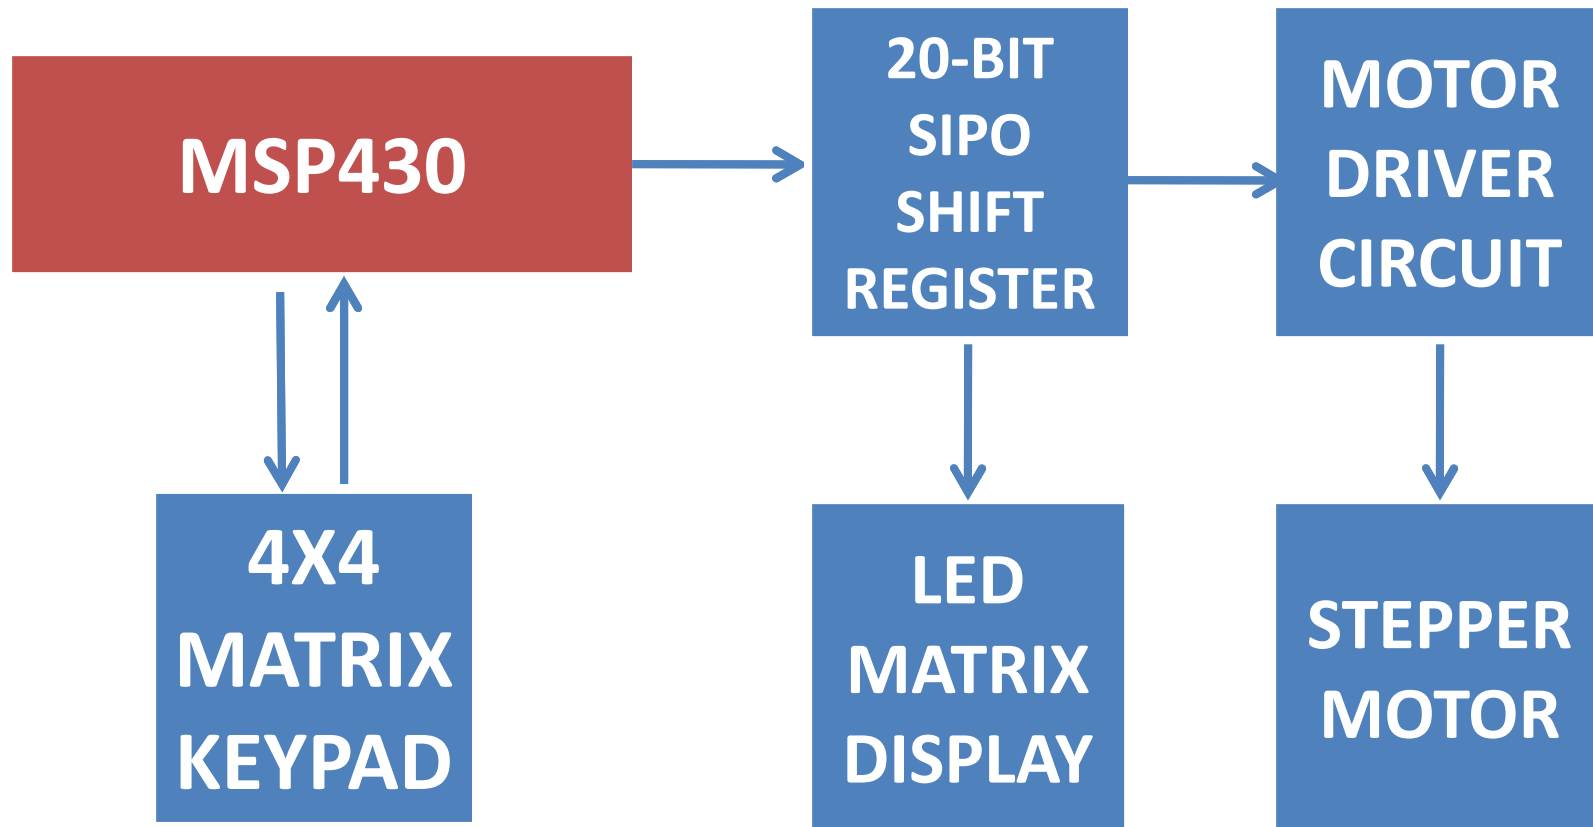 MSP430
20-BIT
SIPO
SHIFT
REGISTER
MOTOR
DRIVER
CIRCUIT
4X4
MATRIX
KEYPAD
LED
MATRIX
DISPLAY
STEPPER
MOTOR